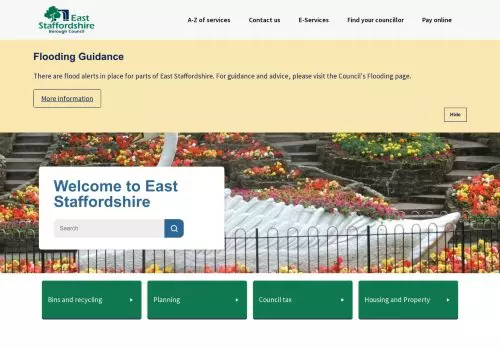 East
Staffordshire
Borough Council
A-Z of services Contact us E-Services Find your councillor Pay online
Flooding Guidance
There are flood alerts in place for parts of East Staffordshire. For guidance and advice, please visit the Council's Flooding page.
More information
Hide
Welcome to East
Staffordshire
Search
Bins and recycling Planning Council tax Housing and Property